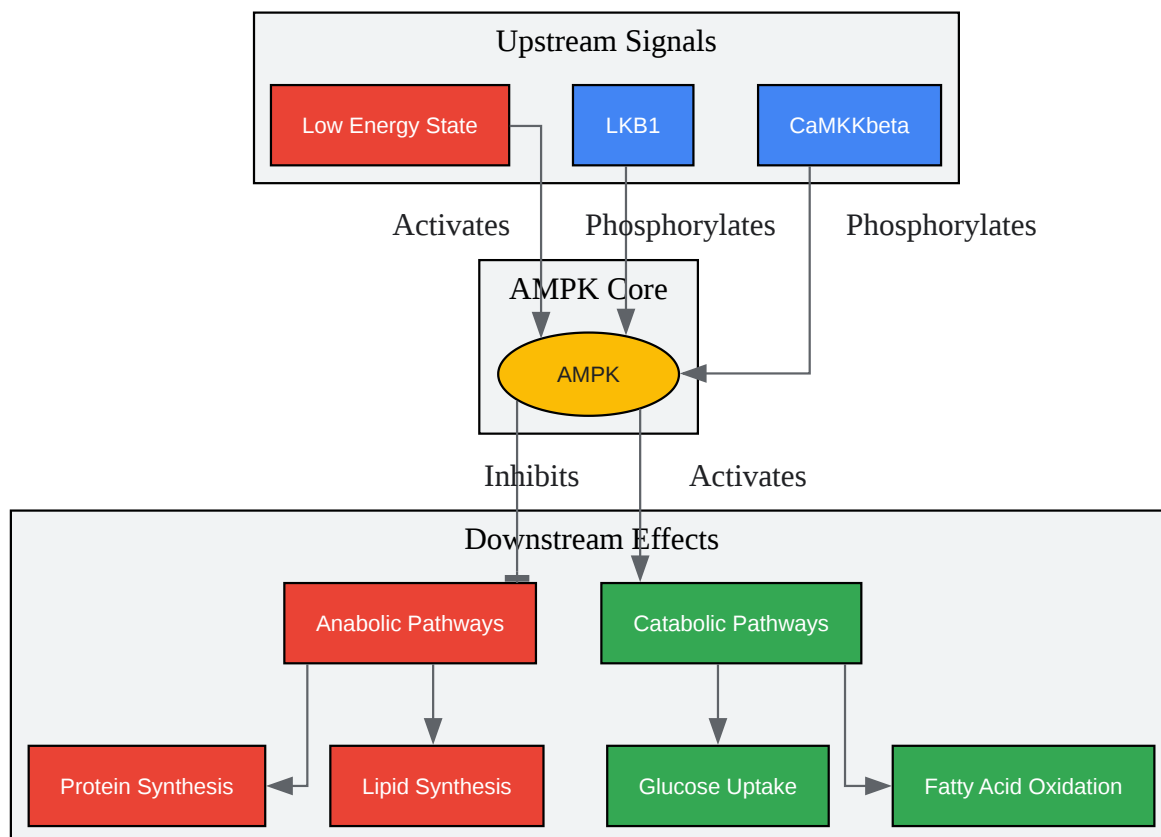 Upstream Signals
Low Energy State
LKB1
CaMKKbeta
Activates
Phosphorylates
Phosphorylates
AMPK Core
AMPK
Inhibits
Activates
Downstream Effects
Anabolic Pathways
Catabolic Pathways
Protein Synthesis
Lipid Synthesis
Glucose Uptake
Fatty Acid Oxidation